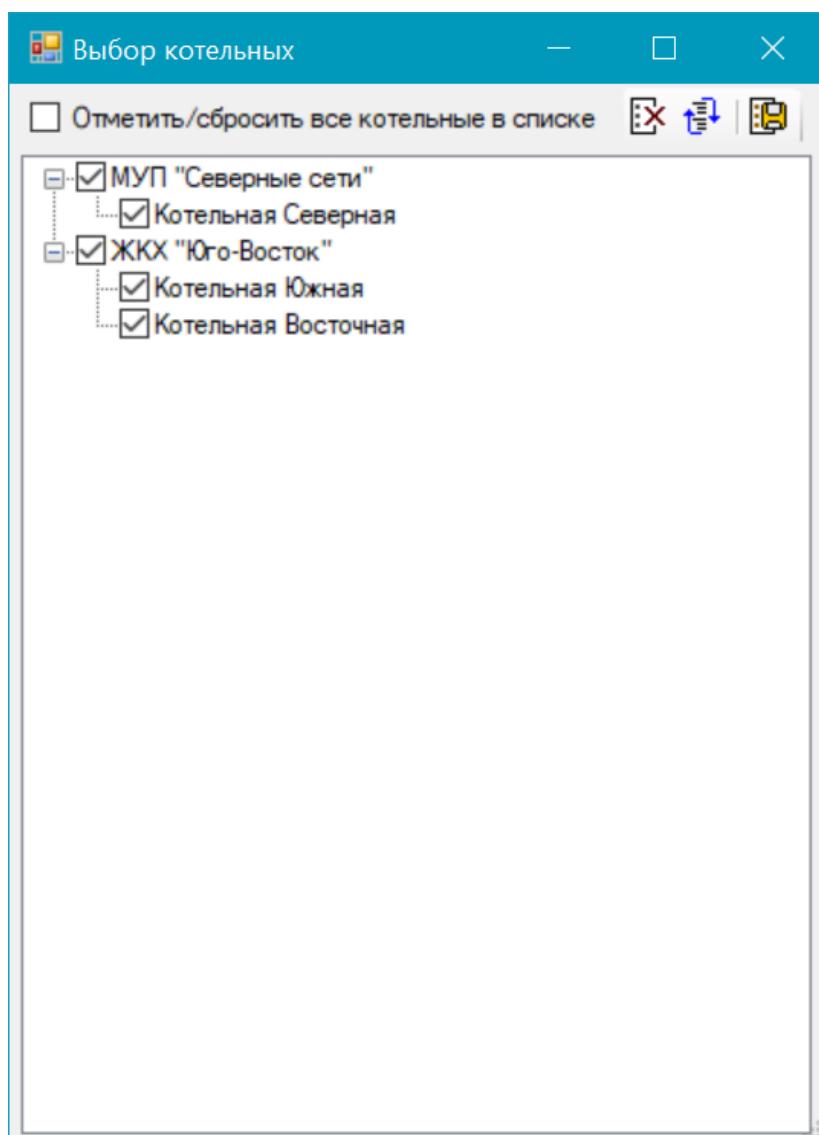 Выбор котельных
Отметить/сбросить все котельные в списке
МУП "Северные сети"
Котельная Северная
ЖКХ "Юго-Восток"
Котельная Южная
Котельная Восточная